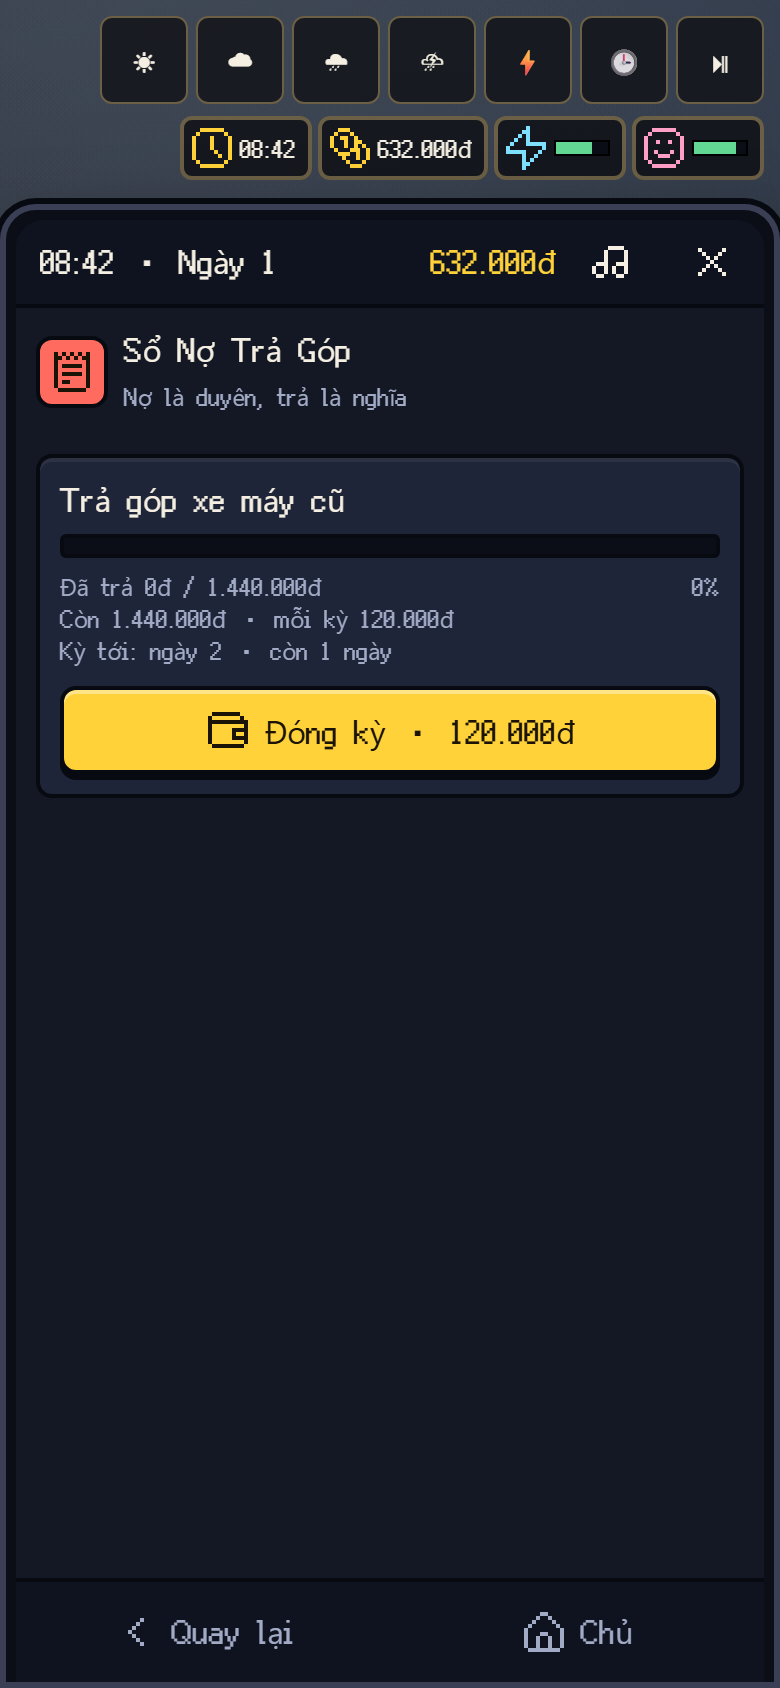 08:42
632.000đ
08:42 · Ngày 1
632.000đ
Sổ Nợ Trả Góp
Nợ là duyên, trả là nghĩa
Trả góp xe máy cũ
Đã trả 0đ / 1.440.000đ
0%
Còn 1.440.000đ · mỗi kỳ 120.000đ
Kỳ tới: ngày 2 · còn 1 ngày
Đóng kỳ · 120.000đ
Quay lại
Chủ